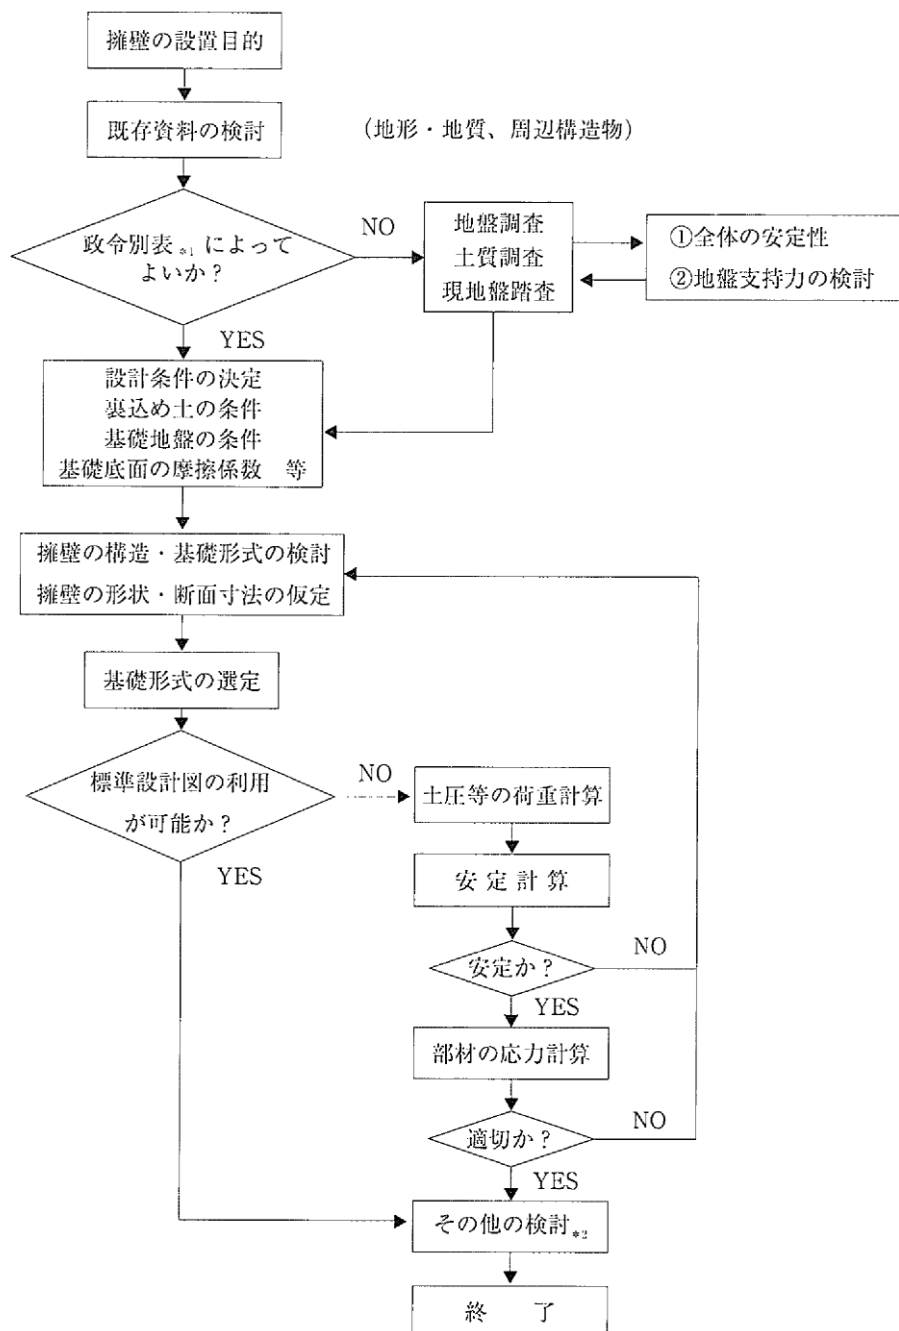 擁壁の設置目的
既存資料の検討
(地形・地質、周辺構造物)
政令別表*1によって
よいか?
NO
地盤調査
土質調査
現地盤踏査
①全体の安定性
②地盤支持力の検討
YES
設計条件の決定
裏込め土の条件
基礎地盤の条件
基礎底面の摩擦係数 等
擁壁の構造・基礎形式の検討
擁壁の形状・断面寸法の仮定
基礎形式の選定
標準設計図の利用
が可能か?
NO
土圧等の荷重計算
YES
安定計算
安定か?
NO
YES
部材の応力計算
適切か?
NO
YES
その他の検討*2
終 了